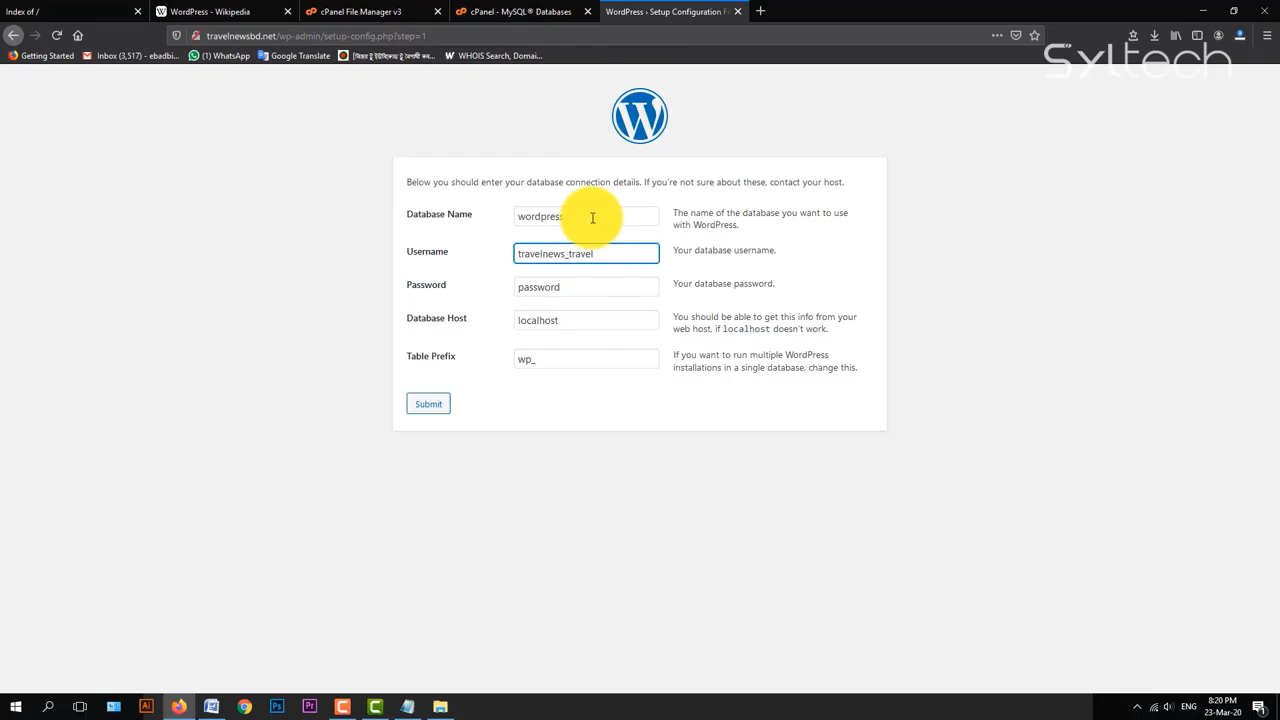 Index of /
WordPress - Wikipedia
cPanel File Manager v3
cPanel - MySQL® Databases
WordPress › Setup Configuration F
travelnewsbd.net/wp-admin/setup-config.php?step=1
Getting Started
Inbox (3,517) - ebadbi...
WhatsApp
Google Translate
WHOIS Search, Domai...
Syltech
Below you should enter your database connection details. If you're not sure about these, contact your host.
Database Name
wordpress
The name of the database you want to use
with WordPress.
Username
travelnews_travel
Your database username.
Password
password
Your database password.
Database Host
localhost
You should be able to get this info from your
web host, if localhost doesn't work.
Table Prefix
wp_
If you want to run multiple WordPress
installations in a single database, change this.
Submit
ENG
8:20 PM
23-Mar-20